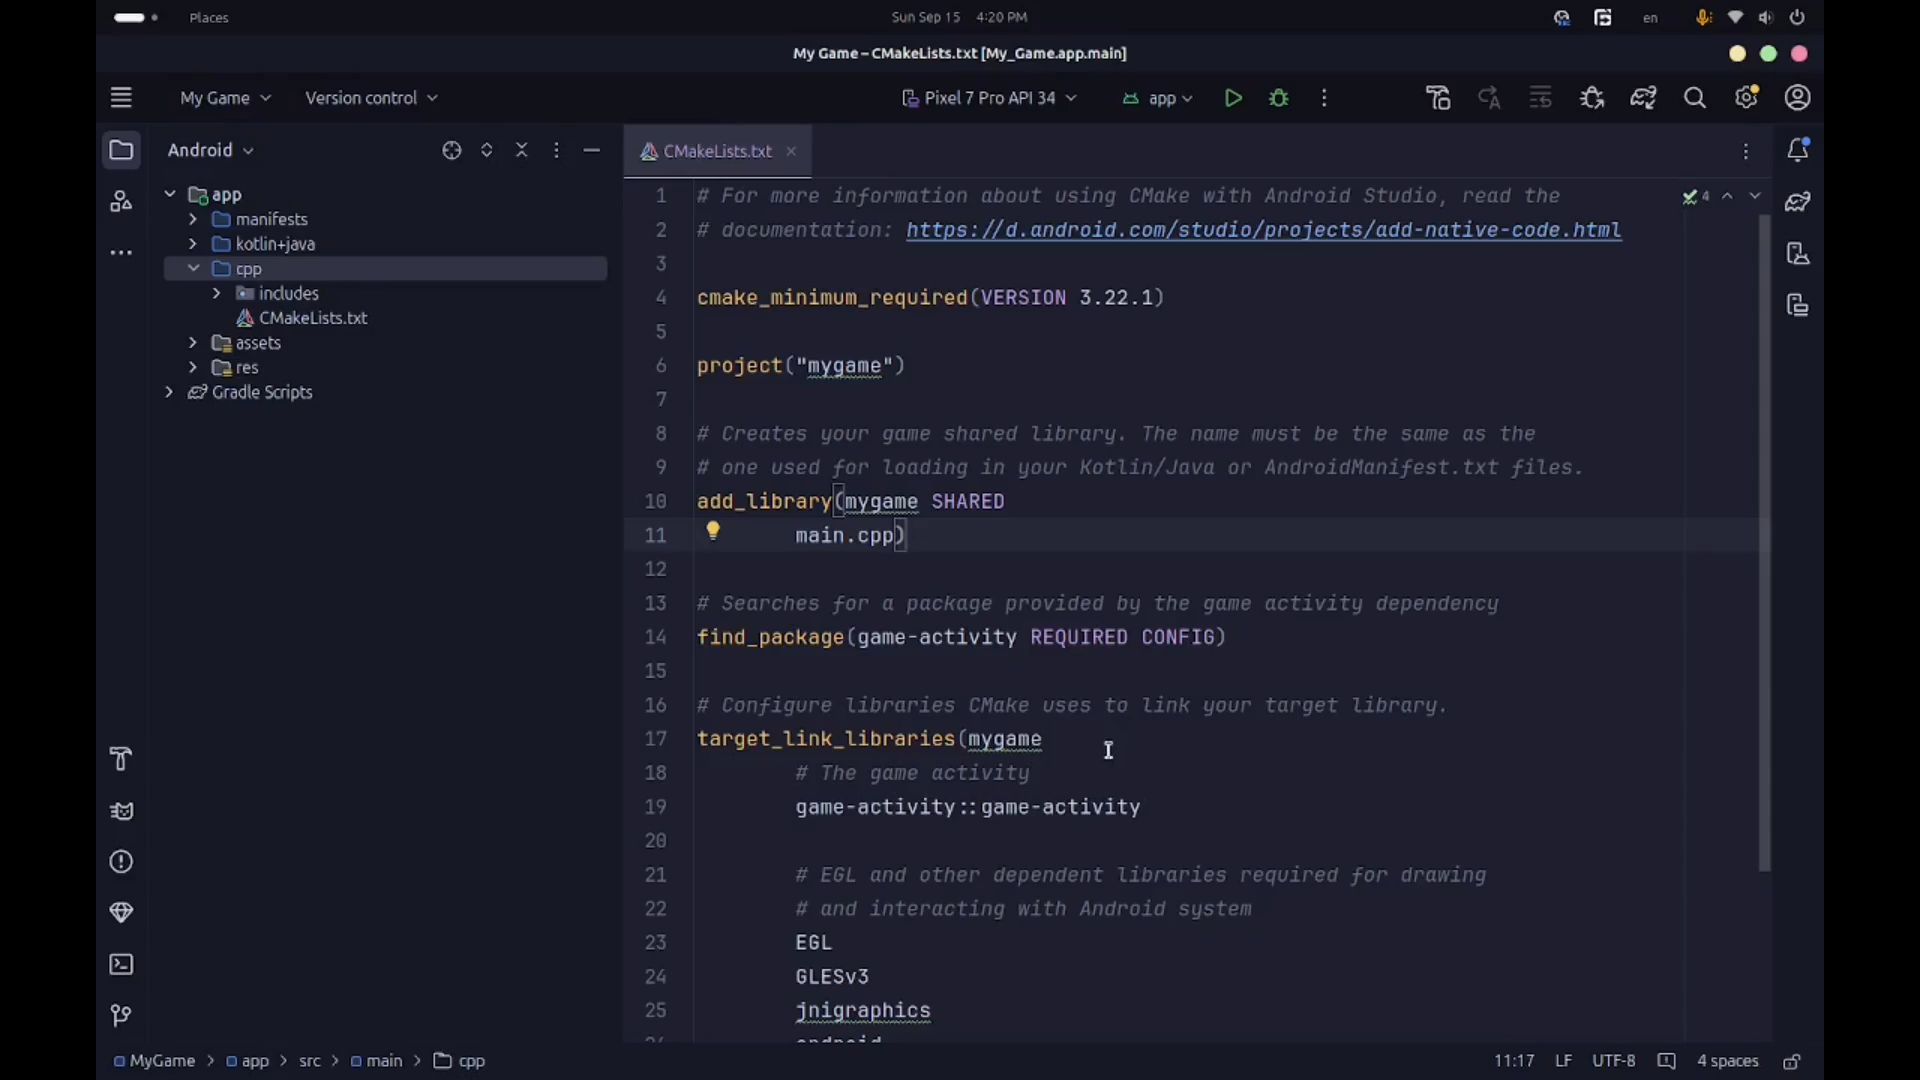 Places
Sun Sep 15 4:20 PM
en
My Game – CMakeLists.txt [My_Game.app.main]
My Game
Version control
Pixel 7 Pro API 34
app
Android
CMakeLists.txt
app
manifests
kotlin+java
cpp
includes
CMakeLists.txt
assets
res
Gradle Scripts
4
1 # For more information about using CMake with Android Studio, read the
2 # documentation: https://d.android.com/studio/projects/add-native-code.html
3
4 cmake_minimum_required(VERSION 3.22.1)
5
6 project("mygame")
7
8 # Creates your game shared library. The name must be the same as the
9 # one used for loading in your Kotlin/Java or AndroidManifest.txt files.
10 add_library(mygame SHARED
11 main.cpp)
12
13 # Searches for a package provided by the game activity dependency
14 find_package(game-activity REQUIRED CONFIG)
15
16 # Configure libraries CMake uses to link your target library.
17 target_link_libraries(mygame
18 # The game activity
19 game-activity::game-activity
20
21 # EGL and other dependent libraries required for drawing
22 # and interacting with Android system
23 EGL
24 GLESv3
25 jnigraphics
MyGame > app > src > main > cpp
11:17 LF UTF-8 4 spaces